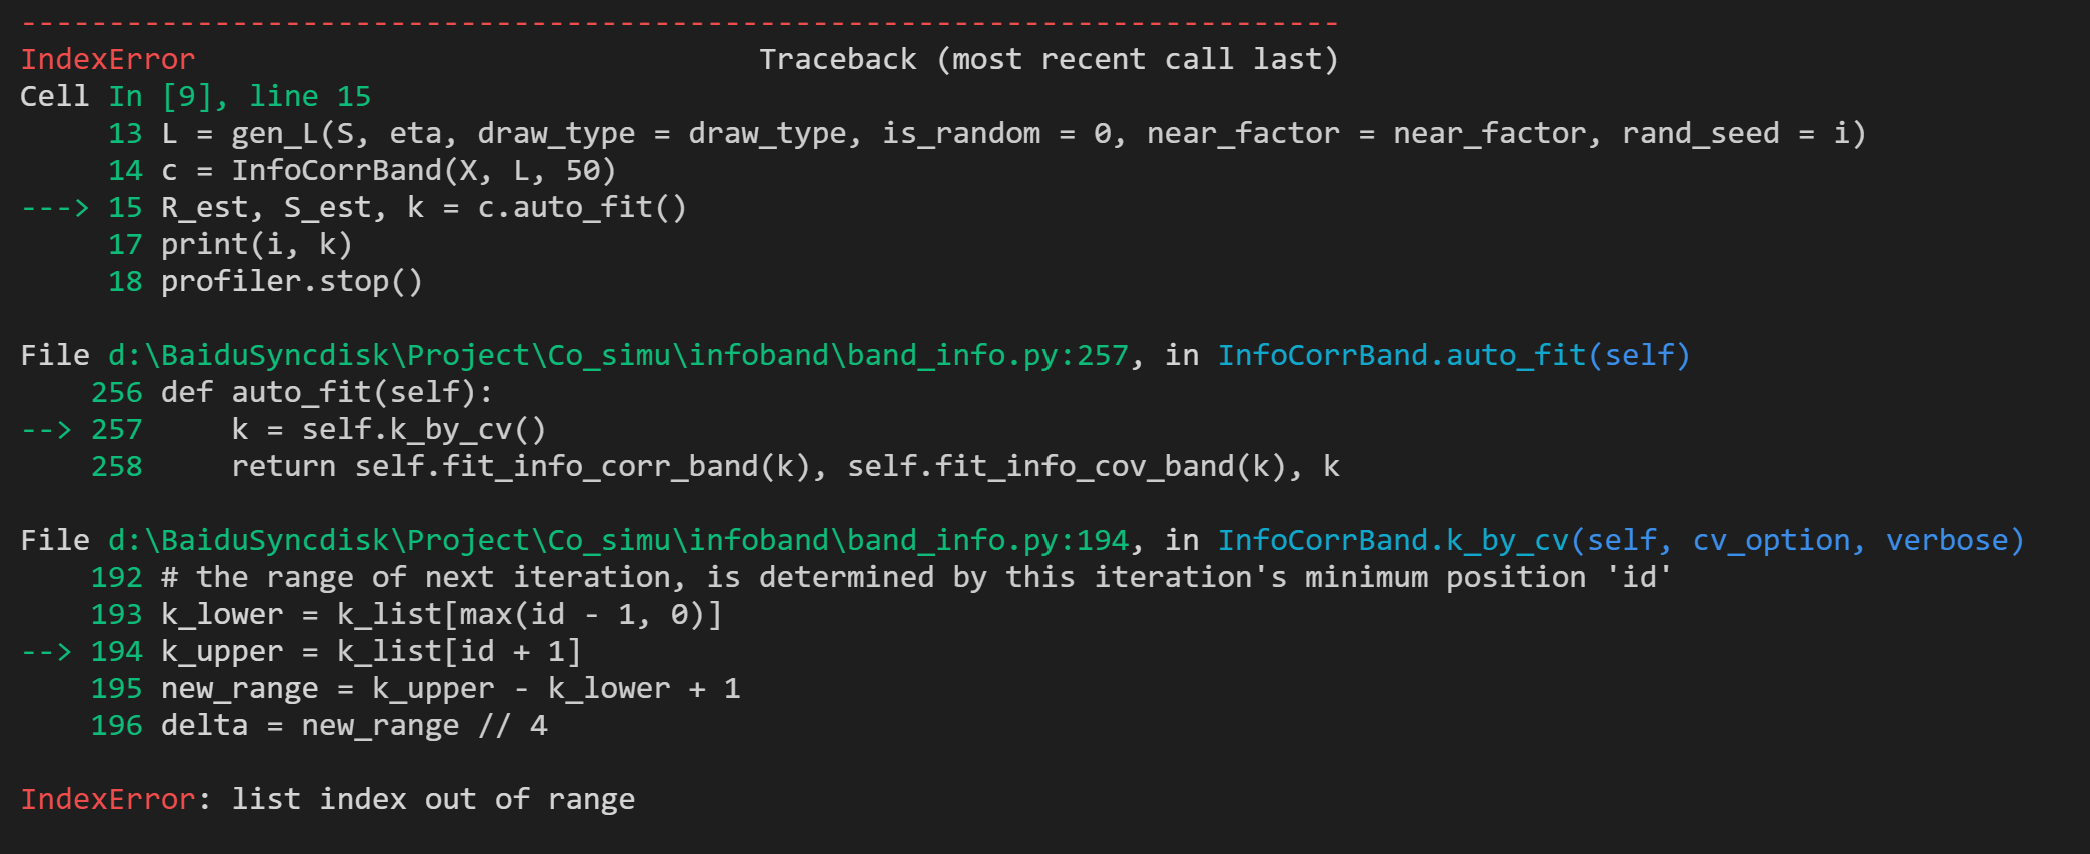 ---------------------------------------------------------------------------
IndexError                                Traceback (most recent call last)
Cell In [9], line 15
     13 L = gen_L(S, eta, draw_type = draw_type, is_random = 0, near_factor = near_factor, rand_seed = i)
     14 c = InfoCorrBand(X, L, 50)
---> 15 R_est, S_est, k = c.auto_fit()
     17 print(i, k)
     18 profiler.stop()

File d:\BaiduSyncdisk\Project\Co_simu\infoband\band_info.py:257, in InfoCorrBand.auto_fit(self)
    256 def auto_fit(self):
--> 257     k = self.k_by_cv()
    258     return self.fit_info_corr_band(k), self.fit_info_cov_band(k), k

File d:\BaiduSyncdisk\Project\Co_simu\infoband\band_info.py:194, in InfoCorrBand.k_by_cv(self, cv_option, verbose)
    192 # the range of next iteration, is determined by this iteration's minimum position 'id'
    193 k_lower = k_list[max(id - 1, 0)]
--> 194 k_upper = k_list[id + 1]
    195 new_range = k_upper - k_lower + 1
    196 delta = new_range // 4

IndexError: list index out of range